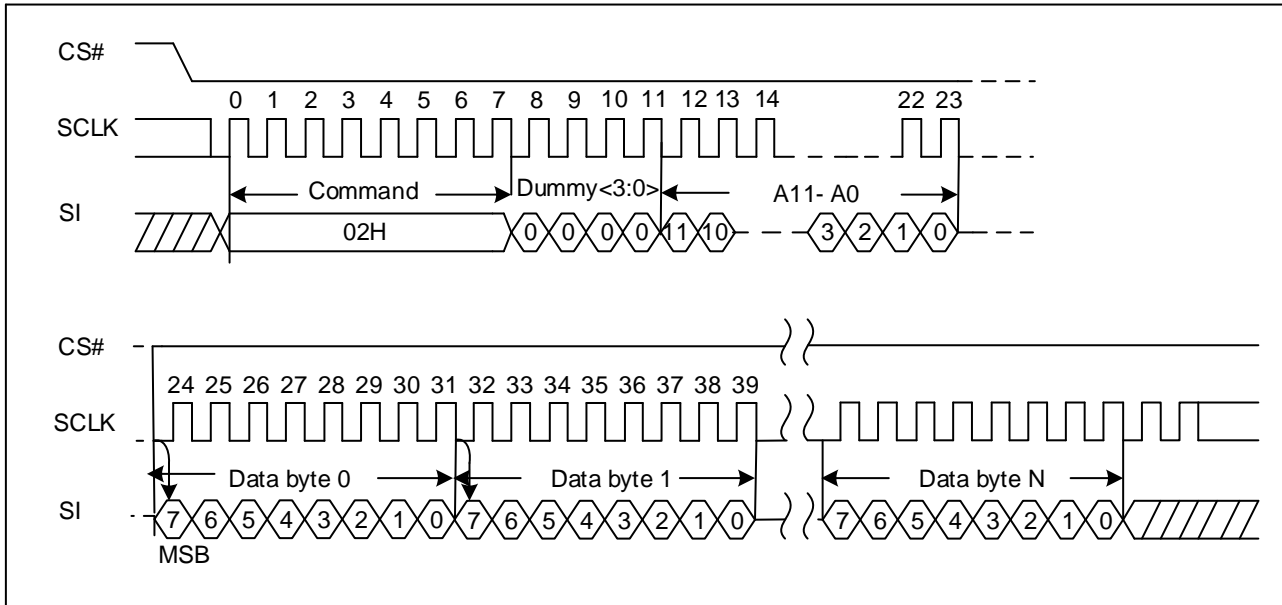 CS#
0 1 2 3 4 5 6 7 8 9 10 11 12 13 14 22 23
SCLK
Command Dummy<3:0> A11- A0
SI
02H 0 0 0 0 11 10 3 2 1 0
CS#
24 25 26 27 28 29 30 31 32 33 34 35 36 37 38 39
SCLK
Data byte 0 Data byte 1 Data byte N
SI
7 6 5 4 3 2 1 0 7 6 5 4 3 2 1 0 7 6 5 4 3 2 1 0
MSB